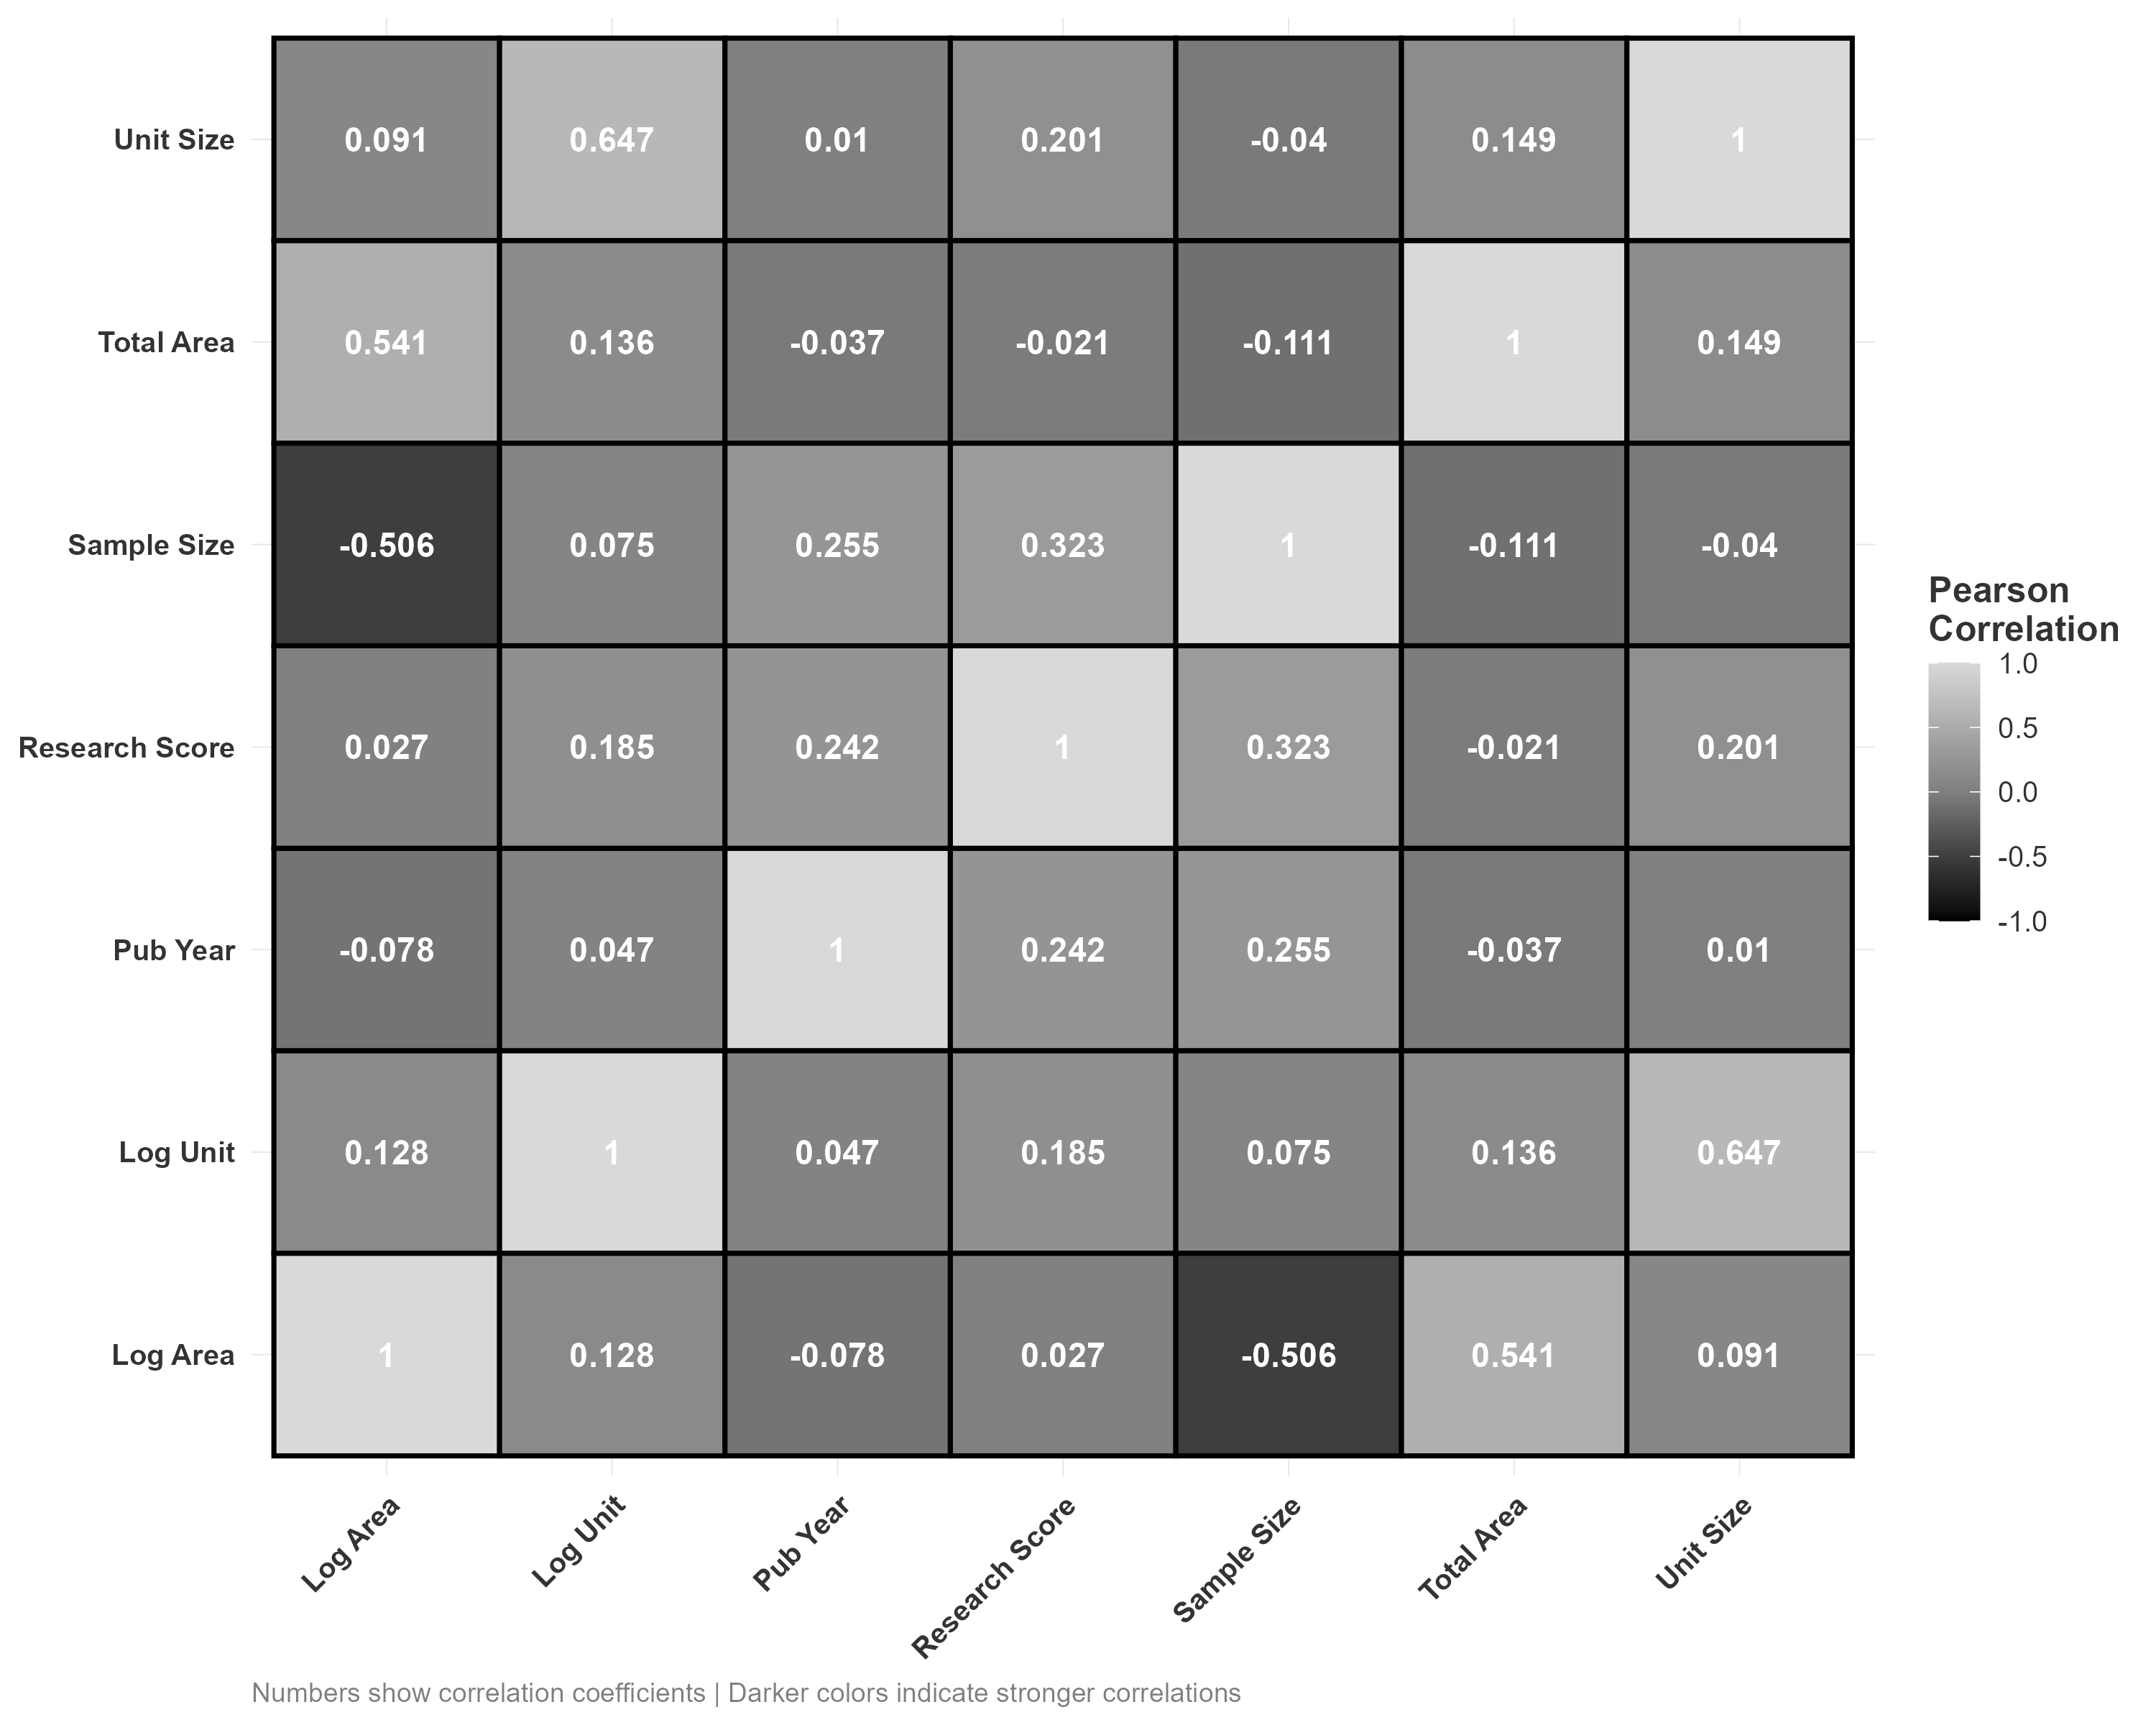 Unit Size 0.091 0.647 0.01 0.201 -0.04 0.149 1
Total Area 0.541 0.136 -0.037 -0.021 -0.111 1 0.149
Sample Size -0.506 0.075 0.255 0.323 1 -0.111 -0.04
Research Score 0.027 0.185 0.242 1 0.323 -0.021 0.201
Pub Year -0.078 0.047 1 0.242 0.255 -0.037 0.01
Log Unit 0.128 1 0.047 0.185 0.075 0.136 0.647
Log Area 1 0.128 -0.078 0.027 -0.506 0.541 0.091
Log Area Log Unit Pub Year Research Score Sample Size Total Area Unit Size
Pearson
Correlation
1.0
0.5
0.0
-0.5
-1.0
Numbers show correlation coefficients | Darker colors indicate stronger correlations